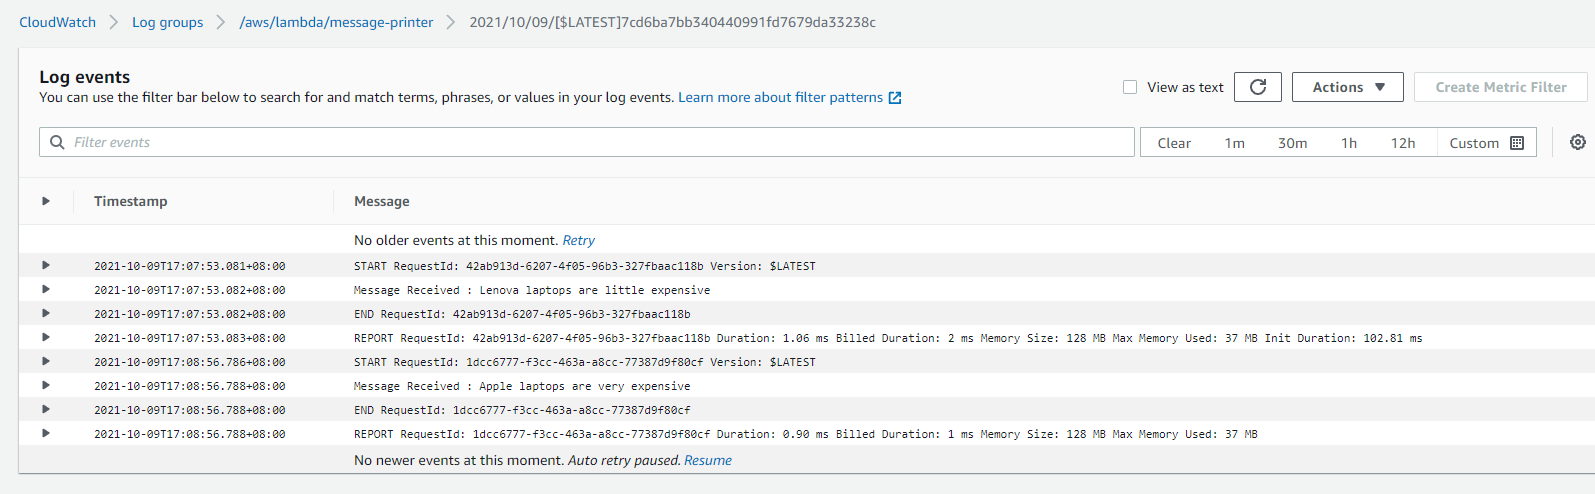 CloudWatch > Log groups > /aws/lambda/message-printer > 2021/10/09/[$LATEST]7cd6ba7bb340440991fd7679da33238c
Log events
You can use the filter bar below to search for and match terms, phrases, or values in your log events. Learn more about filter patterns
View as text
Actions
Create Metric Filter
Filter events
Clear 1m 30m 1h 12h Custom
Timestamp Message
No older events at this moment. Retry
2021-10-09T17:07:53.081+08:00 START RequestId: 42ab913d-6207-4f05-96b3-327fbaac118b Version: $LATEST
2021-10-09T17:07:53.082+08:00 Message Received : Lenova laptops are little expensive
2021-10-09T17:07:53.082+08:00 END RequestId: 42ab913d-6207-4f05-96b3-327fbaac118b
2021-10-09T17:07:53.083+08:00 REPORT RequestId: 42ab913d-6207-4f05-96b3-327fbaac118b Duration: 1.06 ms Billed Duration: 2 ms Memory Size: 128 MB Max Memory Used: 37 MB Init Duration: 102.81 ms
2021-10-09T17:08:56.786+08:00 START RequestId: 1dcc6777-f3cc-463a-a8cc-77387d9f80cf Version: $LATEST
2021-10-09T17:08:56.788+08:00 Message Received : Apple laptops are very expensive
2021-10-09T17:08:56.788+08:00 END RequestId: 1dcc6777-f3cc-463a-a8cc-77387d9f80cf
2021-10-09T17:08:56.788+08:00 REPORT RequestId: 1dcc6777-f3cc-463a-a8cc-77387d9f80cf Duration: 0.90 ms Billed Duration: 1 ms Memory Size: 128 MB Max Memory Used: 37 MB
No newer events at this moment. Auto retry paused. Resume